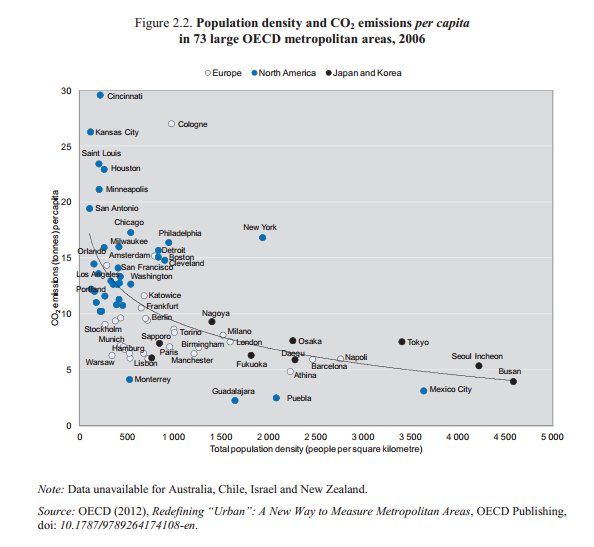 Figure 2.2. Population density and CO₂ emissions per capita
in 73 large OECD metropolitan areas, 2006
Europe North America Japan and Korea
CO₂ emissions (tonnes) per capita
30
25
20
15
10
5
0
Cincinnati
Cologne
Kansas City
Saint Louis
Houston
Minneapolis
San Antonio
Chicago
Philadelphia
New York
Milwaukee
Orlando
Amsterdam
Detroit
Boston
Cleveland
San Francisco
Los Angeles
Washington
Portland
Katowice
Frankfurt
Berlin
Nagoya
Stockholm
Sapporo
Torino
Milano
Munich
Hamburg
Paris
Birmingham
London
Osaka
Tokyo
Warsaw
Lisbon
Manchester
Fukuoka
Daegu
Barcelona
Napoli
Seoul Incheon
Athina
Busan
Monterrey
Guadalajara
Puebla
Mexico City
0 500 1 000 1 500 2 000 2 500 3 000 3 500 4 000 4 500 5 000
Total population density (people per square kilometre)
Note: Data unavailable for Australia, Chile, Israel and New Zealand.
Source: OECD (2012), Redefining “Urban”: A New Way to Measure Metropolitan Areas, OECD Publishing,
doi: 10.1787/9789264174108-en.